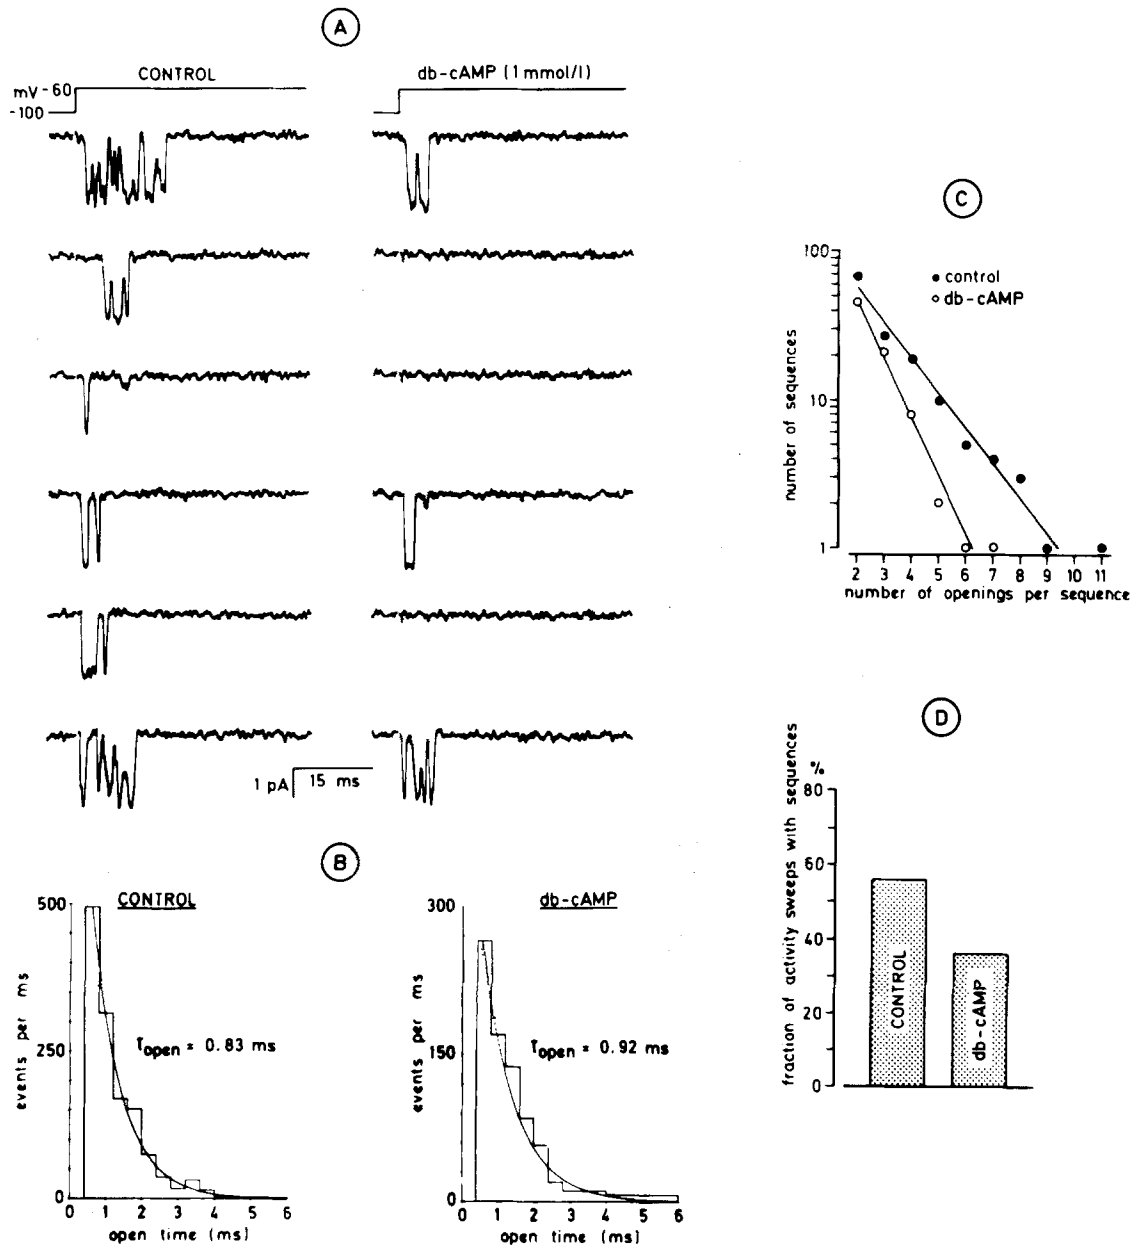 A
CONTROL
db-cAMP (1mmol/l)
mV -60
-100
1 pA
15 ms
B
CONTROL
db-cAMP
500
250
0
events per ms
τopen = 0.83 ms
0 1 2 3 4 5 6
open time (ms)
300
150
0
events per ms
τopen = 0.92 ms
0 1 2 3 4 5 6
open time (ms)
C
100
10
1
number of sequences
● control
○ db-cAMP
2 3 4 5 6 7 8 9 10 11
number of openings per sequence
D
%
80
60
40
20
0
fraction of activity sweeps with sequences
CONTROL
db-cAMP